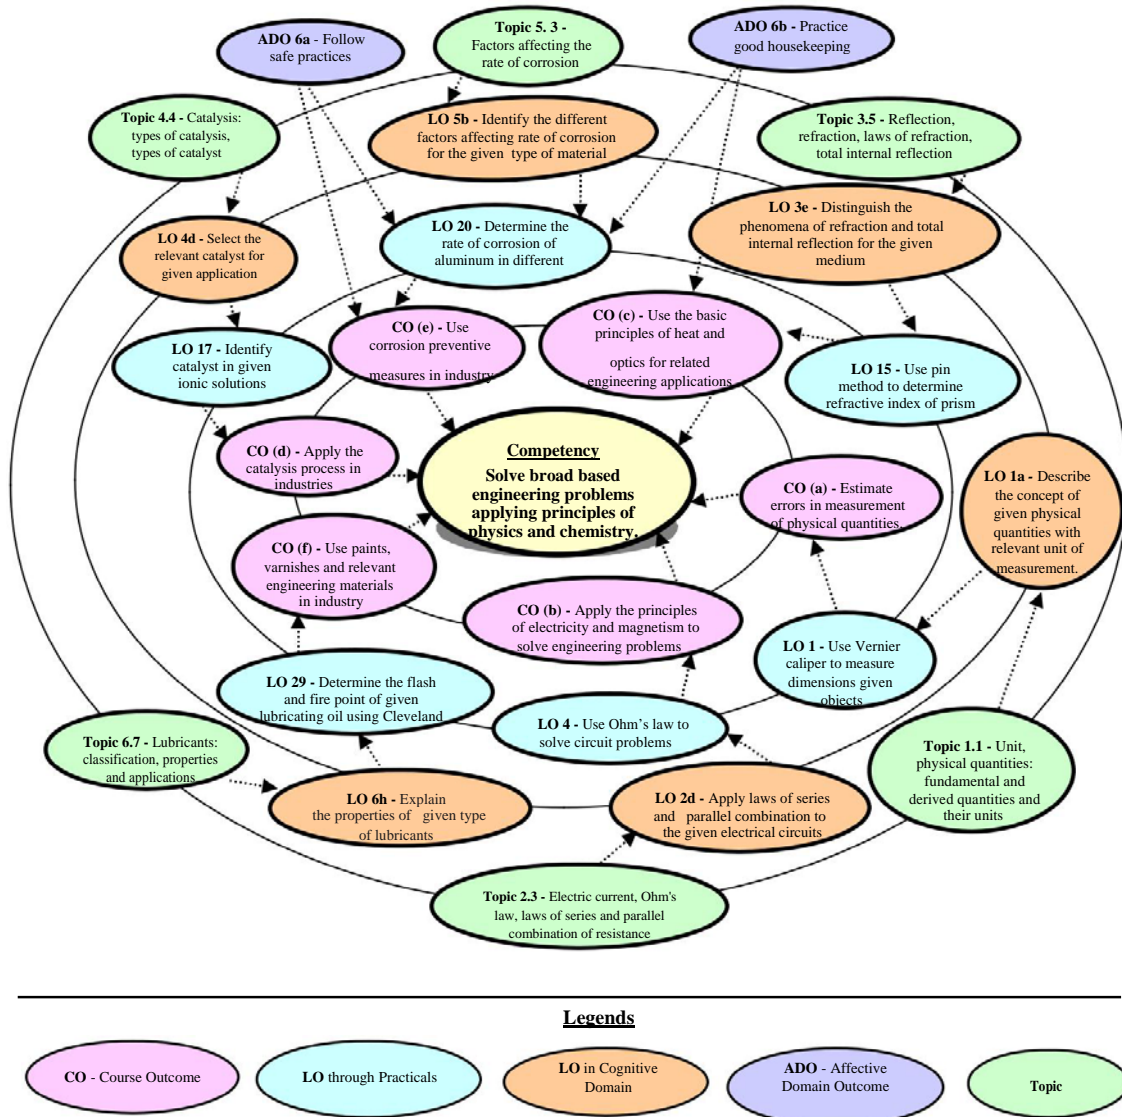 ADO 6a - Follow
safe practices
Topic 5. 3 -
Factors affecting the
rate of corrosion
ADO 6b - Practice
good housekeeping
Topic 4.4 - Catalysis:
types of catalysis,
types of catalyst
LO 5b - Identify the different
factors affecting rate of corrosion
for the given type of material
Topic 3.5 - Reflection,
refraction, laws of refraction,
total internal reflection
LO 4d - Select the
relevant catalyst for
given application
LO 20 - Determine the
rate of corrosion of
aluminum in different
LO 3e - Distinguish the
phenomena of refraction and total
internal reflection for the given
medium
LO 17 - Identify
catalyst in given
ionic solutions
CO (e) - Use
corrosion preventive
measures in industry
CO (c) - Use the basic
principles of heat and
optics for related
engineering applications
LO 15 - Use pin
method to determine
refractive index of prism
CO (d) - Apply the
catalysis process in
industries
Competency
Solve broad based
engineering problems
applying principles of
physics and chemistry.
CO (a) - Estimate
errors in measurement
of physical quantities.
LO 1a - Describe
the concept of
given physical
quantities with
relevant unit of
measurement.
CO (f) - Use paints,
varnishes and relevant
engineering materials
in industry
CO (b) - Apply the principles
of electricity and magnetism to
solve engineering problems
LO 1 - Use Vernier
caliper to measure
dimensions given
objects
LO 29 - Determine the flash
and fire point of given
lubricating oil using Cleveland
LO 4 - Use Ohm's law to
solve circuit problems
Topic 6.7 - Lubricants:
classification, properties
and applications
Topic 1.1 - Unit,
physical quantities:
fundamental and
derived quantities and
their units
LO 6h - Explain
the properties of given type
of lubricants
LO 2d - Apply laws of series
and parallel combination to
the given electrical circuits
Topic 2.3 - Electric current, Ohm's
law, laws of series and parallel
combination of resistance
Legends
CO - Course Outcome
LO through Practicals
LO in Cognitive
Domain
ADO - Affective
Domain Outcome
Topic